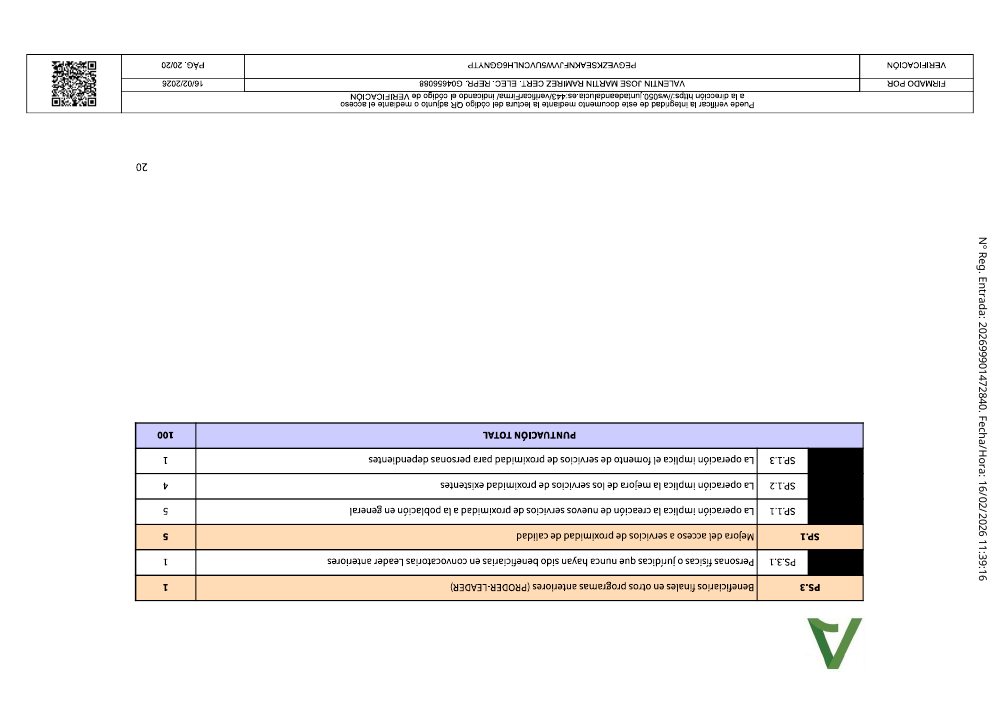 PS.3 Beneficiarios finales en otros programas anteriores (PRODER-LEADER) 1
PS.3.1 Personas físicas o jurídicas que nunca hayan sido beneficiarias en convocatorias Leader anteriores 1
SP.1 Mejora del acceso a servicios de proximidad de calidad 5
SP.1.1 La operación implica la creación de nuevos servicios de proximidad a la población en general 5
SP.1.2 La operación implica la mejora de los servicios de proximidad existentes 4
SP.1.3 La operación implica el fomento de servicios de proximidad para personas dependientes 1
PUNTUACIÓN TOTAL 100
20
Puede verificar la integridad de este documento mediante la lectura del código QR adjunto o mediante el acceso
a la dirección https://ws050.juntadeandalucia.es:443/verificarFirma/ indicando el código de VERIFICACIÓN
FIRMADO POR VALENTIN JOSE MARTIN RAMIREZ CERT. ELEC. REPR. G04656088 16/02/2026
VERIFICACIÓN PEGVEZKSEAKNFJVW5UVCNLH6GGNYTP PÁG. 20/20
Nº Reg. Entrada: 202699901472840. Fecha/Hora: 16/02/2026 11:39:16